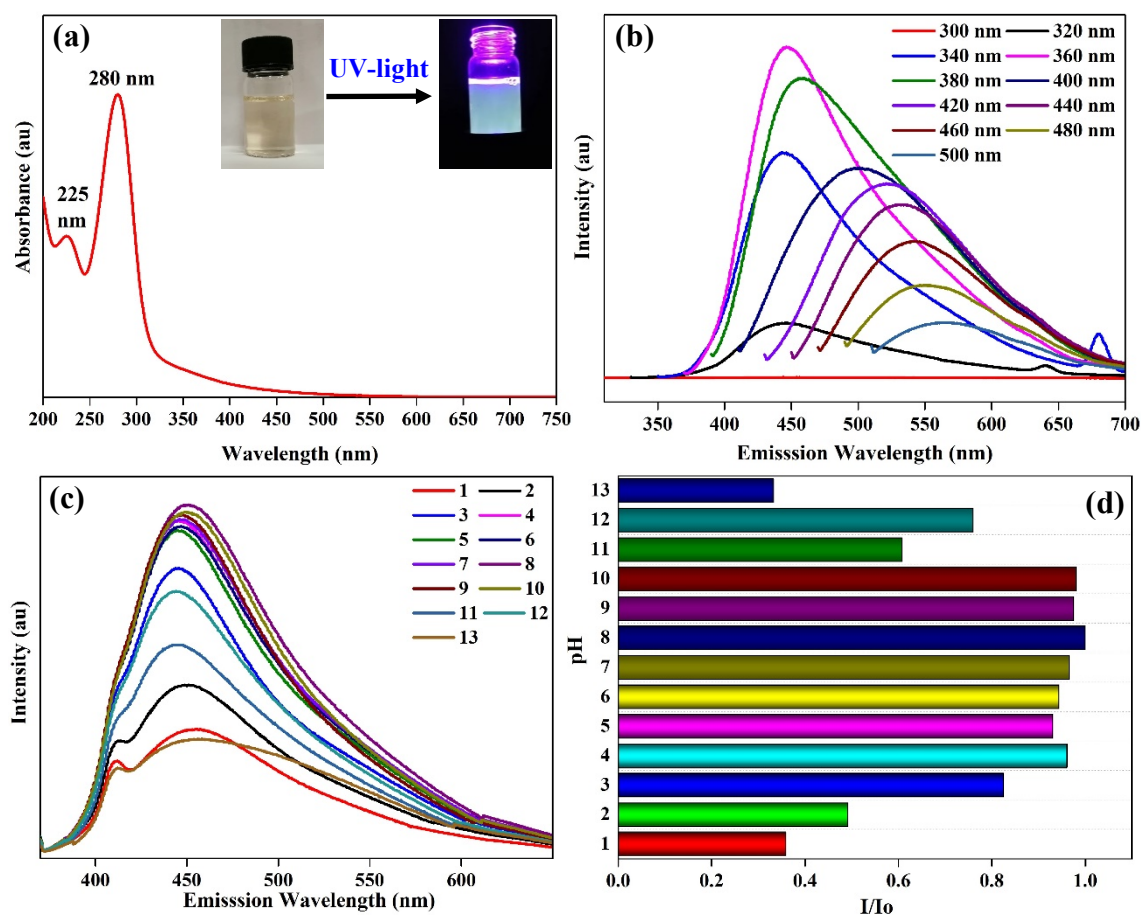 (a)
280 nm
225
nm
UV-light
Absorbance (au)
200 250 300 350 400 450 500 550 600 650 700 750
Wavelength (nm)
(b)
300 nm 320 nm
340 nm 360 nm
380 nm 400 nm
420 nm 440 nm
460 nm 480 nm
500 nm
Intensity (au)
350 400 450 500 550 600 650 700
Emisssion Wavelength (nm)
(c)
1 2
3 4
5 6
7 8
9 10
11 12
13
Intensity (au)
400 450 500 550 600
Emisssion Wavelength (nm)
(d)
13
12
11
10
9
8
7
6
5
4
3
2
1
pH
0.0 0.2 0.4 0.6 0.8 1.0
I/Io